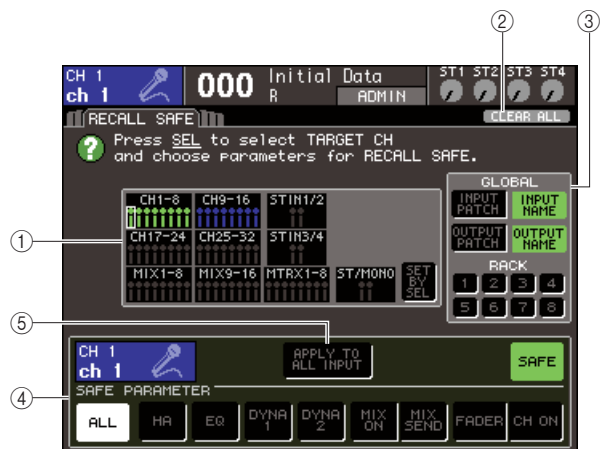 ② ③
CH 1
ch 1
000
Initial Data
R
ADMIN
ST1 ST2 ST3 ST4
RECALL SAFE
CLEAR ALL
? Press SEL to select TARGET CH
and choose parameters for RECALL SAFE.
GLOBAL
INPUT PATCH
INPUT NAME
OUTPUT PATCH
OUTPUT NAME
RACK
1 2 3 4
5 6 7 8
①
CH1-8 CH9-16 STIN1/2
CH17-24 CH25-32 STIN3/4
MIX1-8 MIX9-16 MTRX1-8 ST/MONO
SET BY SEL
⑤
④
CH 1
ch 1
APPLY TO
ALL INPUT
SAFE
SAFE PARAMETER
ALL HA EQ DYNA 1 DYNA 2 MIX ON MIX SEND FADER CH ON